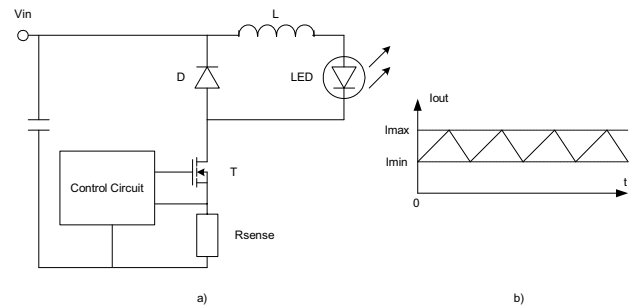 Vin
L
D
LED
Control Circuit
T
Rsense
a)
Iout
Imax
Imin
0
t
b)